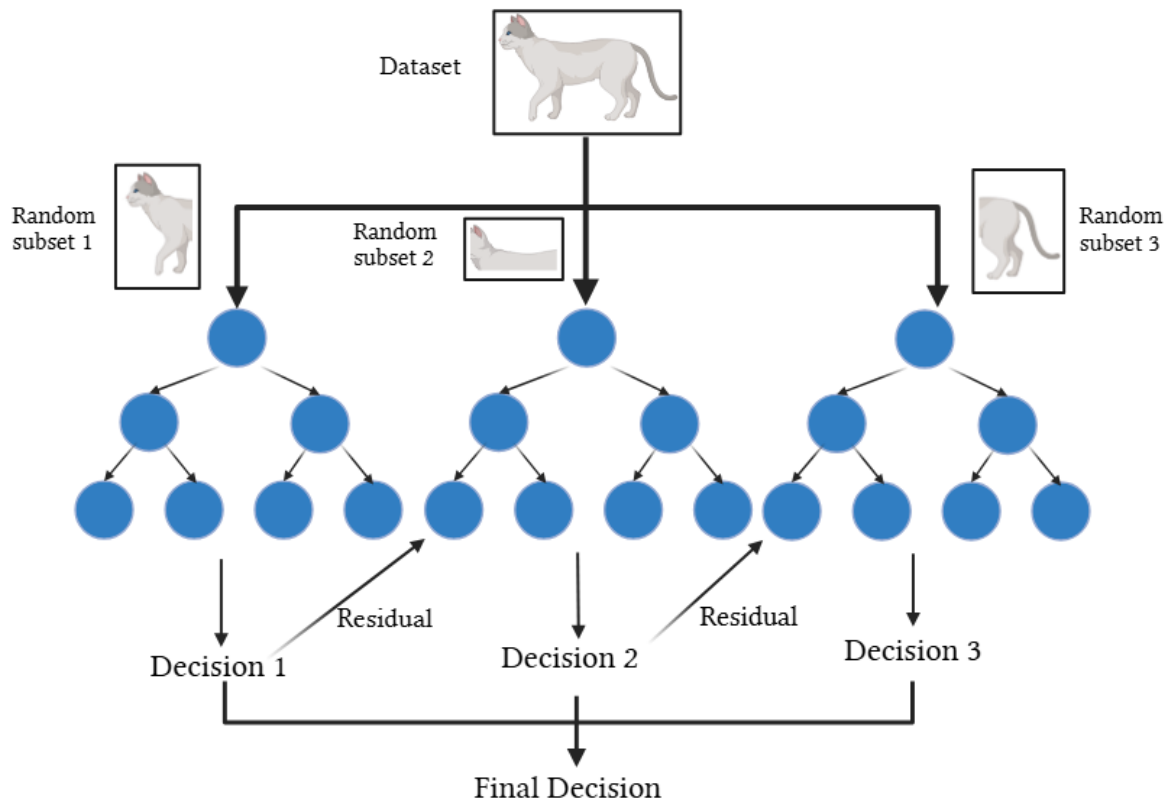 Dataset
Random
subset 1
Random
subset 2
Random
subset 3
Residual
Residual
Decision 1
Decision 2
Decision 3
Final Decision